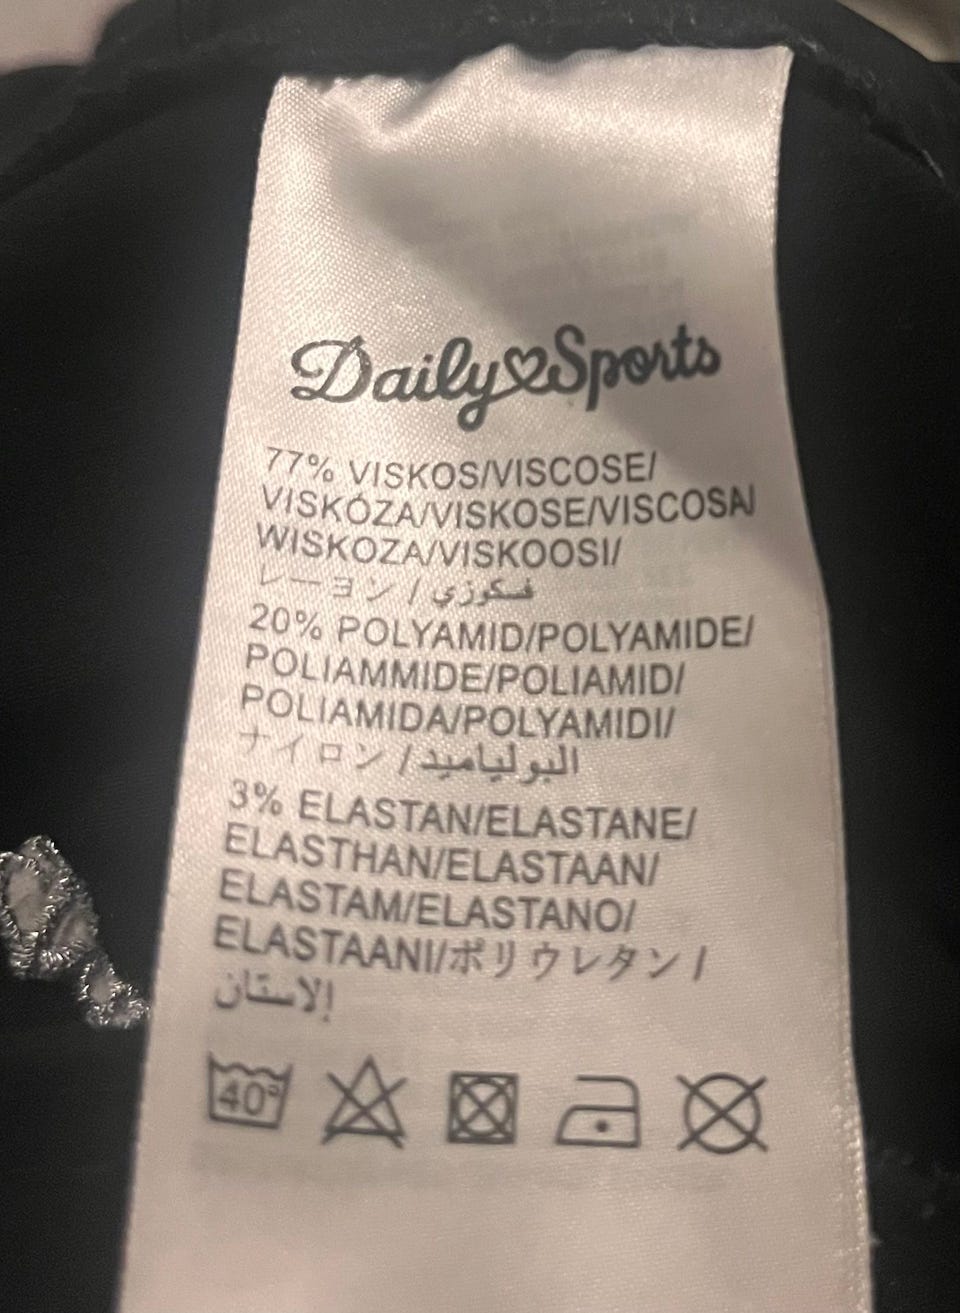 Daily Sports
77% VISKOS/VISCOSE/
VISKÓZA/VISKOSE/VISCOSA/
WISKOZA/VISKOOSI/
レーヨン / فسكوزي
20% POLYAMID/POLYAMIDE/
POLIAMMIDE/POLIAMID/
POLIAMIDA/POLYAMIDI/
ナイロン / البولياميد
3% ELASTAN/ELASTANE/
ELASTHAN/ELASTAAN/
ELASTAM/ELASTANO/
ELASTAANI/ポリウレタン /
الاستان
40°